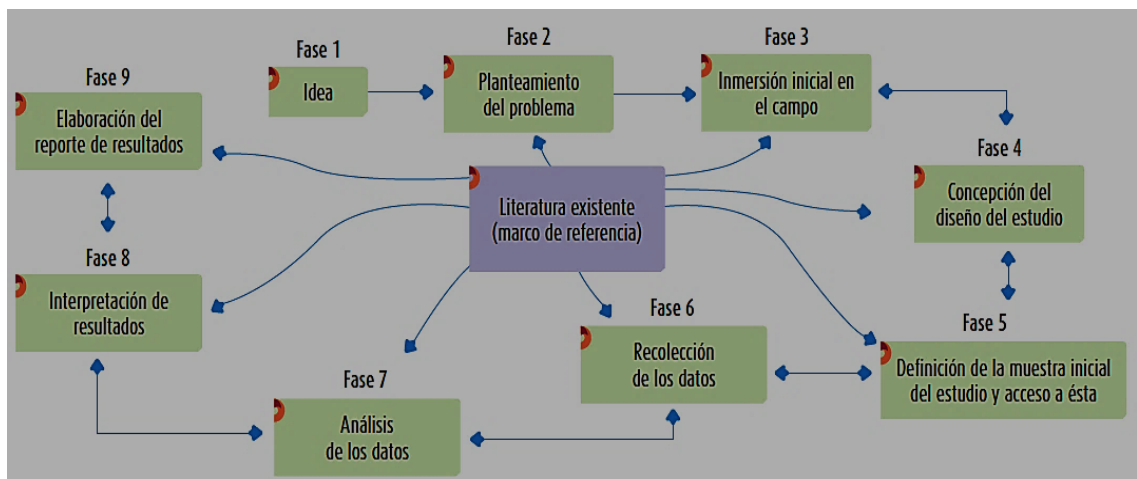 Fase 1
Idea
Fase 2
Planteamiento
del problema
Fase 3
Inmersión inicial en
el campo
Fase 4
Concepción del
diseño del estudio
Fase 5
Definición de la muestra inicial
del estudio y acceso a ésta
Fase 6
Recolección
de los datos
Fase 7
Análisis
de los datos
Fase 8
Interpretación de
resultados
Fase 9
Elaboración del
reporte de resultados
Literatura existente
(marco de referencia)